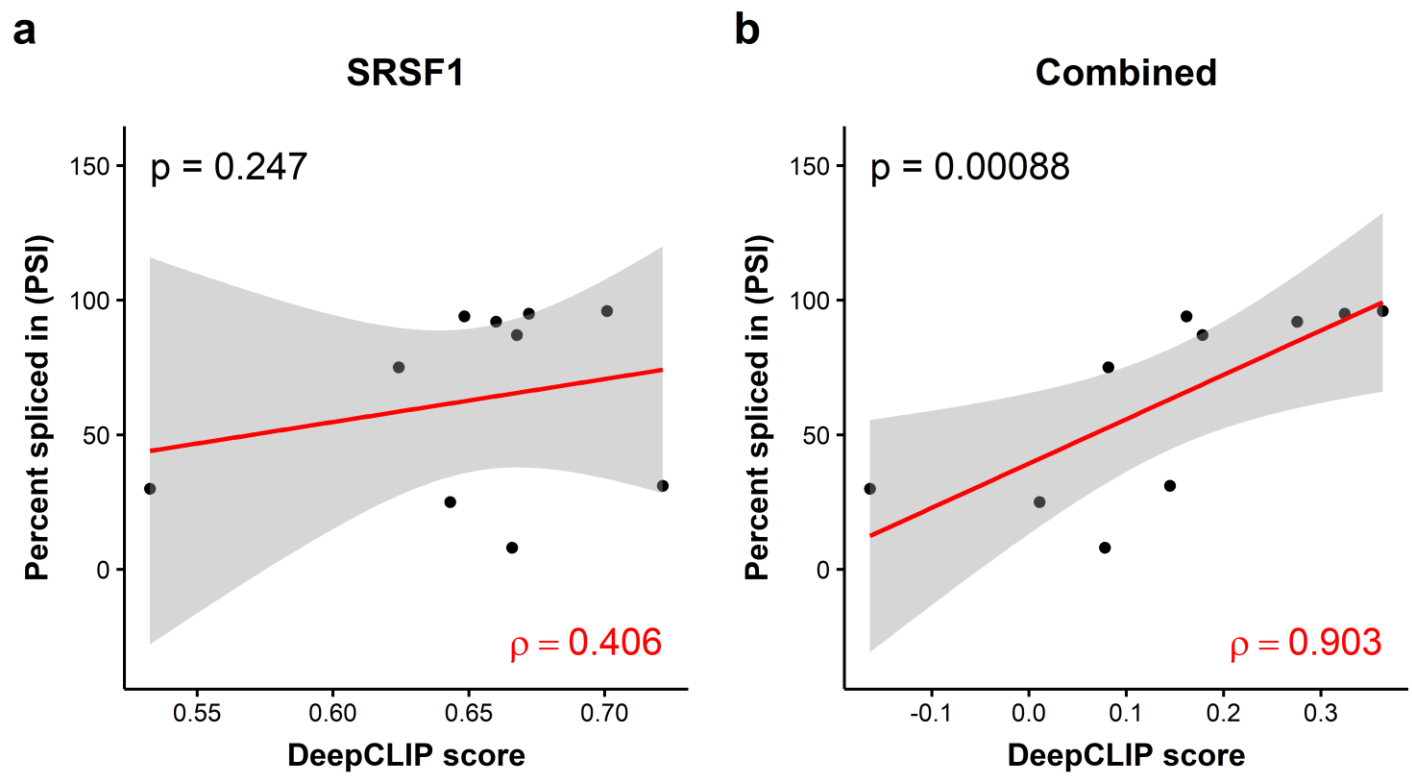 a
SRSF1
p = 0.247
150
100
50
0
Percent spliced in (PSI)
ρ = 0.406
0.55 0.60 0.65 0.70
DeepCLIP score
b
Combined
p = 0.00088
150
100
50
0
Percent spliced in (PSI)
ρ = 0.903
-0.1 0.0 0.1 0.2 0.3
DeepCLIP score